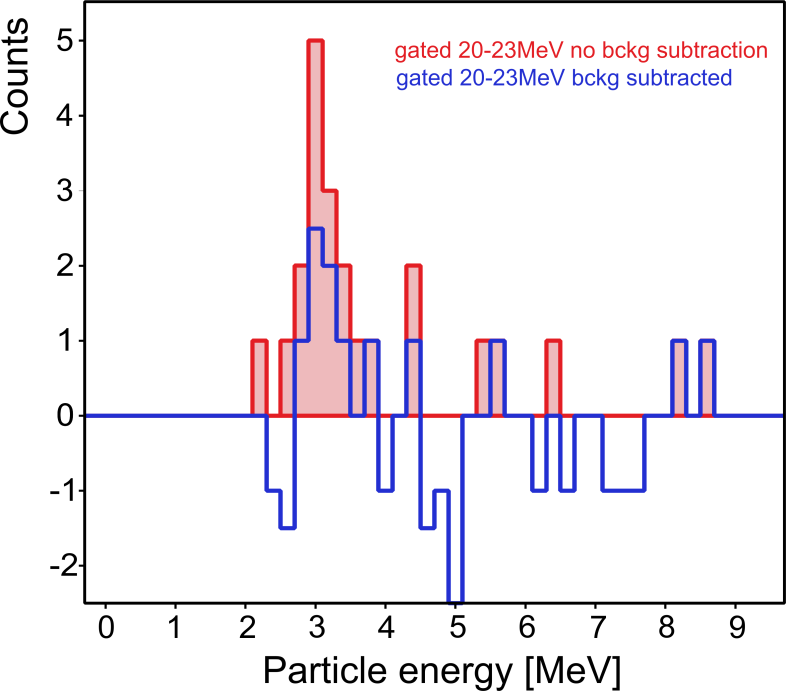 Counts
gated 20-23MeV no bckg subtraction
gated 20-23MeV bckg subtracted
5
4
3
2
1
0
-1
-2
0 1 2 3 4 5 6 7 8 9
Particle energy [MeV]